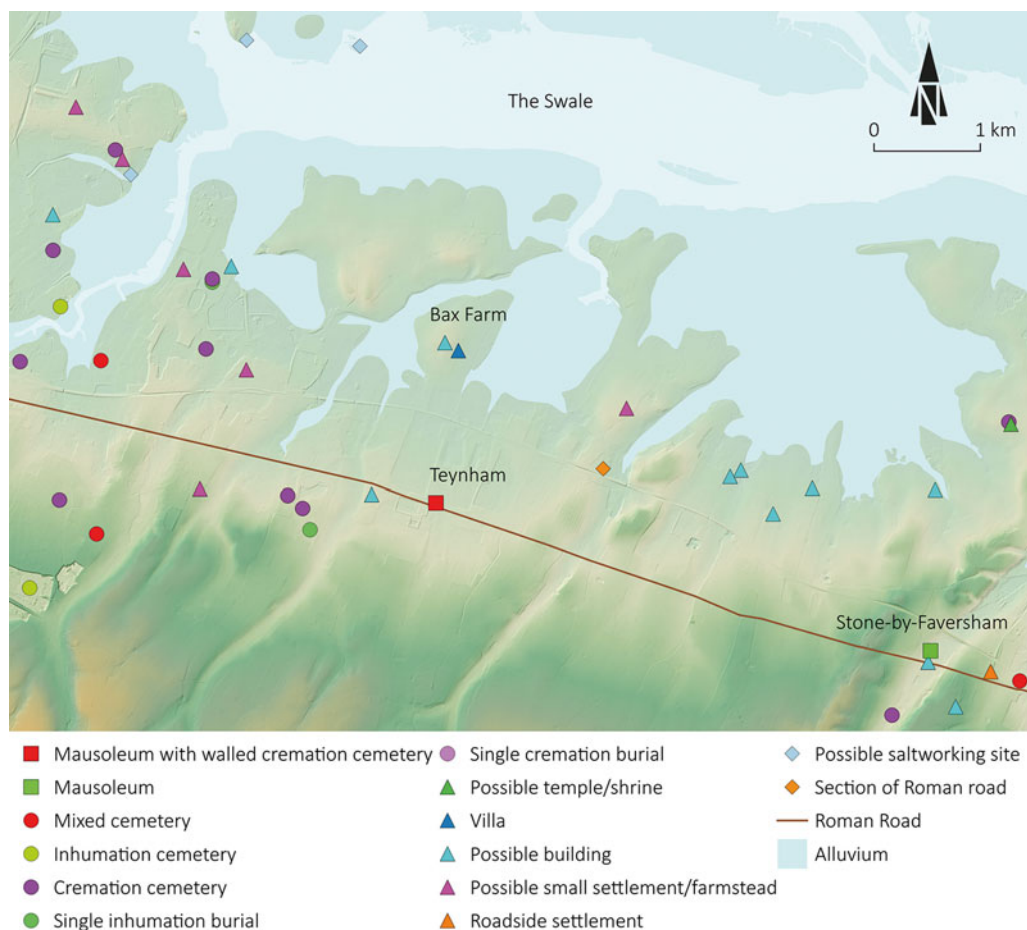 The Swale
N
0 1 km
Bax Farm
Teynham
Stone-by-Faversham
Mausoleum with walled cremation cemetery
Mausoleum
Mixed cemetery
Inhumation cemetery
Cremation cemetery
Single inhumation burial
Single cremation burial
Possible temple/shrine
Villa
Possible building
Possible small settlement/farmstead
Roadside settlement
Possible saltworking site
Section of Roman road
Roman Road
Alluvium